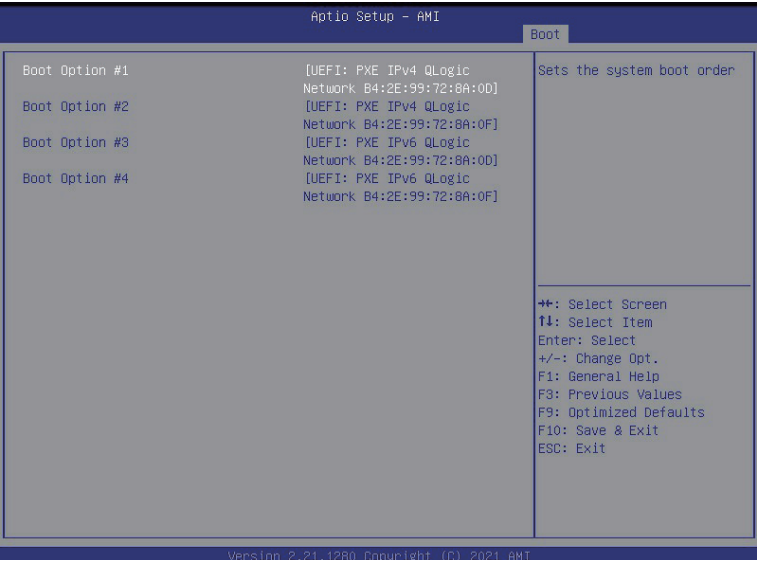 Aptio Setup – AMI
Boot
Boot Option #1 [UEFI: PXE IPv4 QLogic
Network B4:2E:99:72:8A:0D]
Boot Option #2 [UEFI: PXE IPv4 QLogic
Network B4:2E:99:72:8A:0F]
Boot Option #3 [UEFI: PXE IPv6 QLogic
Network B4:2E:99:72:8A:0D]
Boot Option #4 [UEFI: PXE IPv6 QLogic
Network B4:2E:99:72:8A:0F]
Sets the system boot order
→←: Select Screen
↑↓: Select Item
Enter: Select
+/-: Change Opt.
F1: General Help
F3: Previous Values
F9: Optimized Defaults
F10: Save & Exit
ESC: Exit
Version 2.21.1280 Copyright (C) 2021 AMI